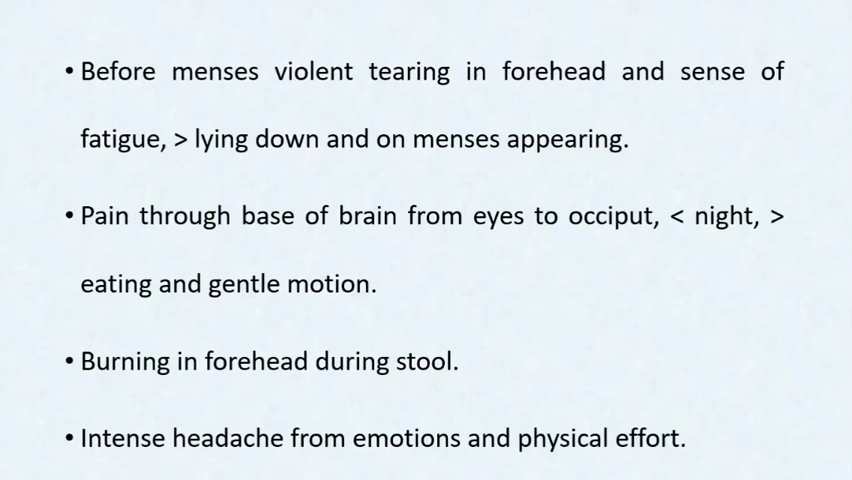 • Before menses violent tearing in forehead and sense of
fatigue, > lying down and on menses appearing.
• Pain through base of brain from eyes to occiput, < night, >
eating and gentle motion.
• Burning in forehead during stool.
• Intense headache from emotions and physical effort.